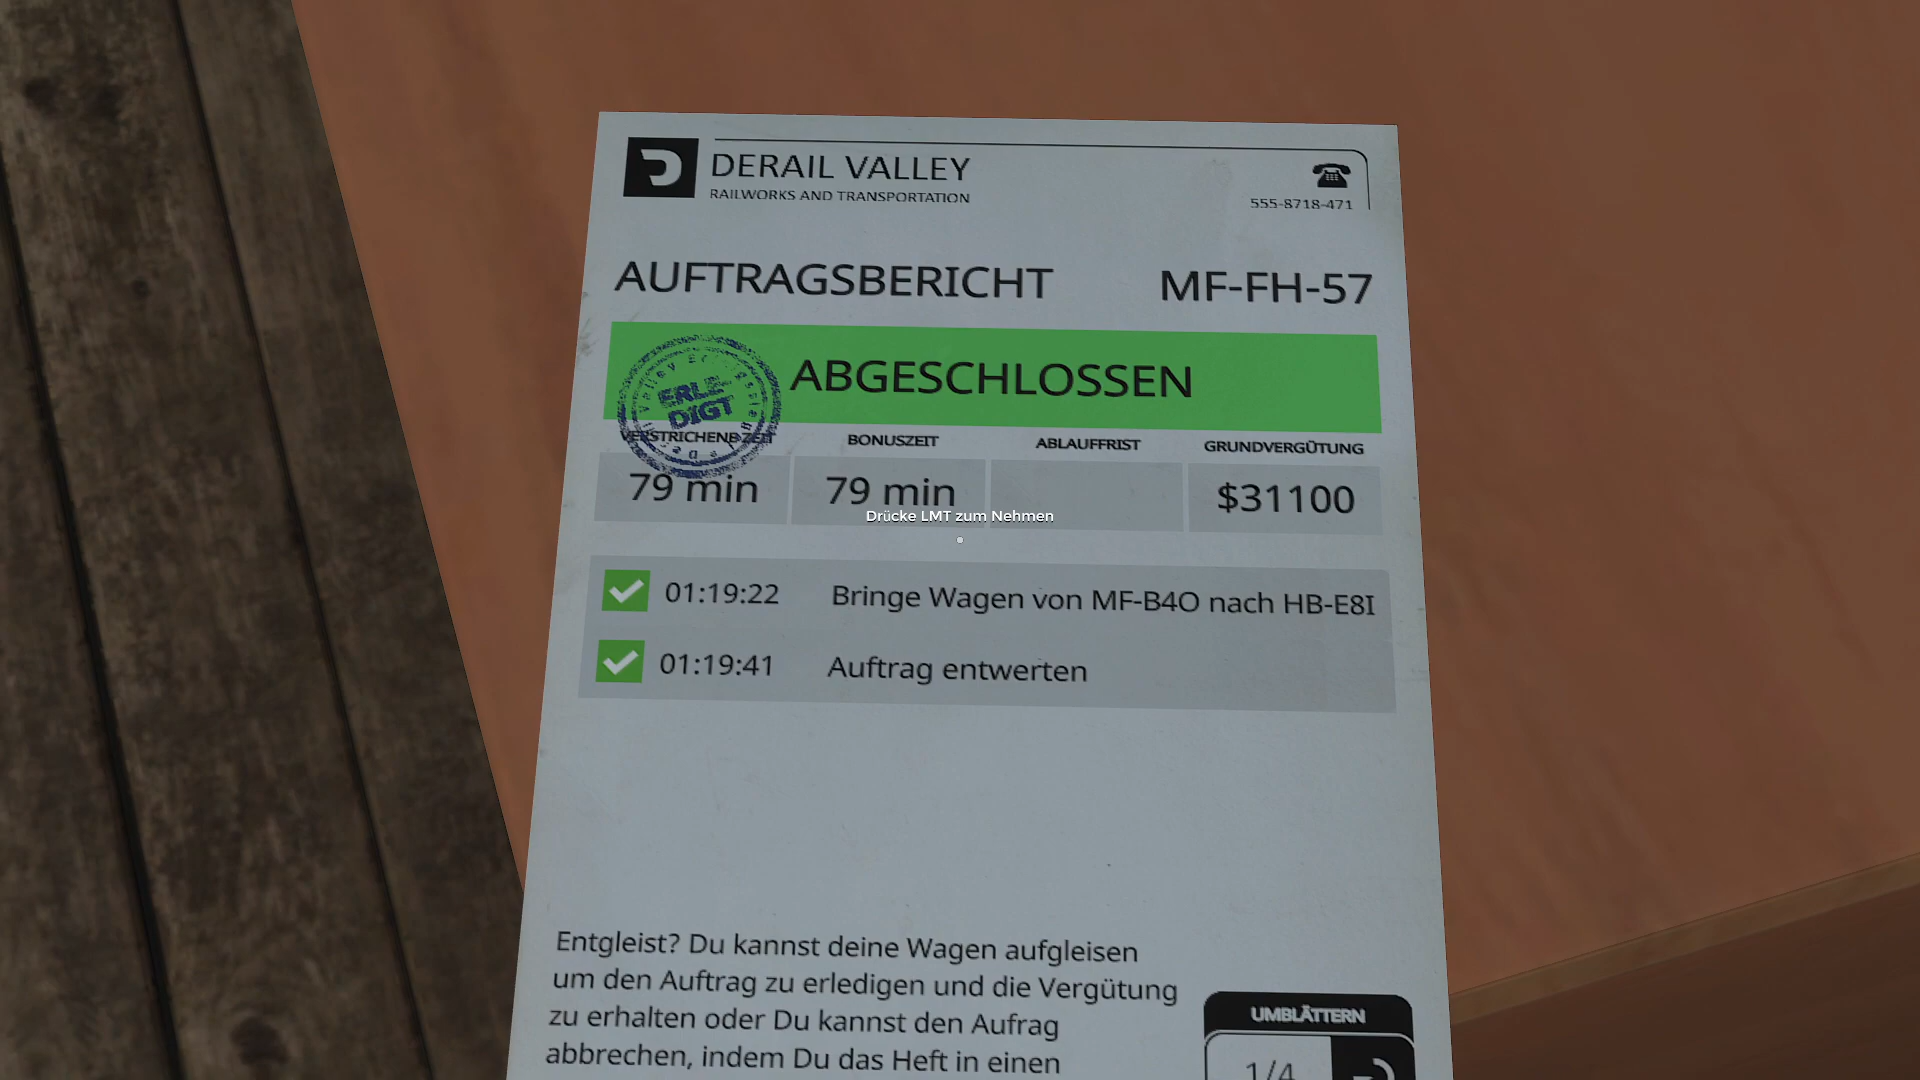 DERAIL VALLEY
RAILWORKS AND TRANSPORTATION
555-8718-471
AUFTRAGSBERICHT MF-FH-57
ABGESCHLOSSEN
ERLE-
DIGT
VERSTRICHENE ZEIT BONUSZEIT ABLAUFFRIST GRUNDVERGÜTUNG
79 min 79 min $31100
Drücke LMT zum Nehmen
01:19:22 Bringe Wagen von MF-B4O nach HB-E8I
01:19:41 Auftrag entwerten
Entgleist? Du kannst deine Wagen aufgleisen
um den Auftrag zu erledigen und die Vergütung
zu erhalten oder Du kannst den Aufrag
abbrechen, indem Du das Heft in einen
UMBLÄTTERN
1/4